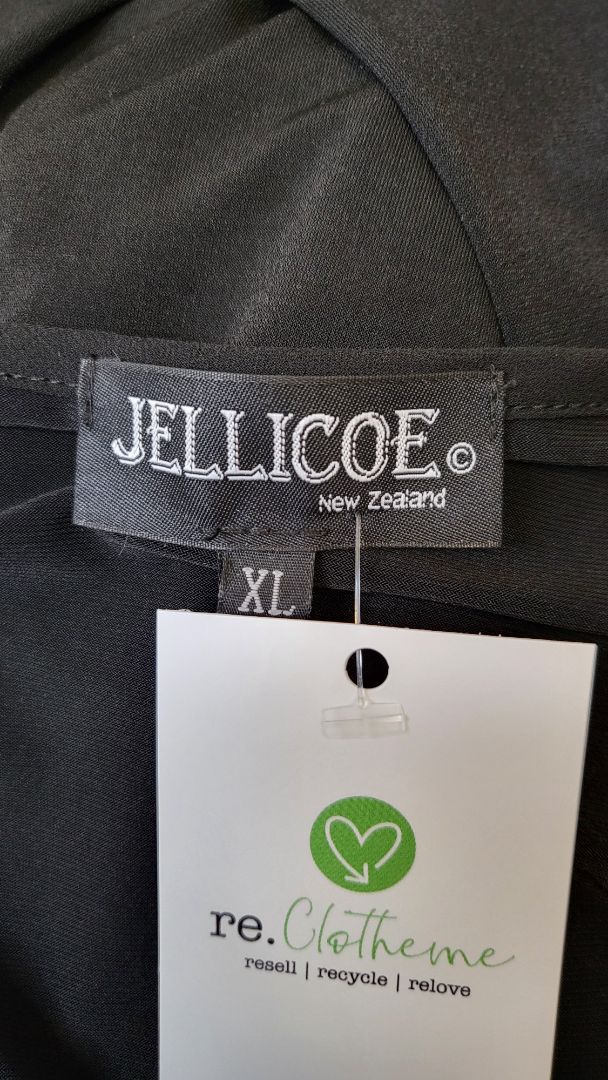 JELLICOE ©
New Zealand
XL
re.Clotheme
resell | recycle | relove